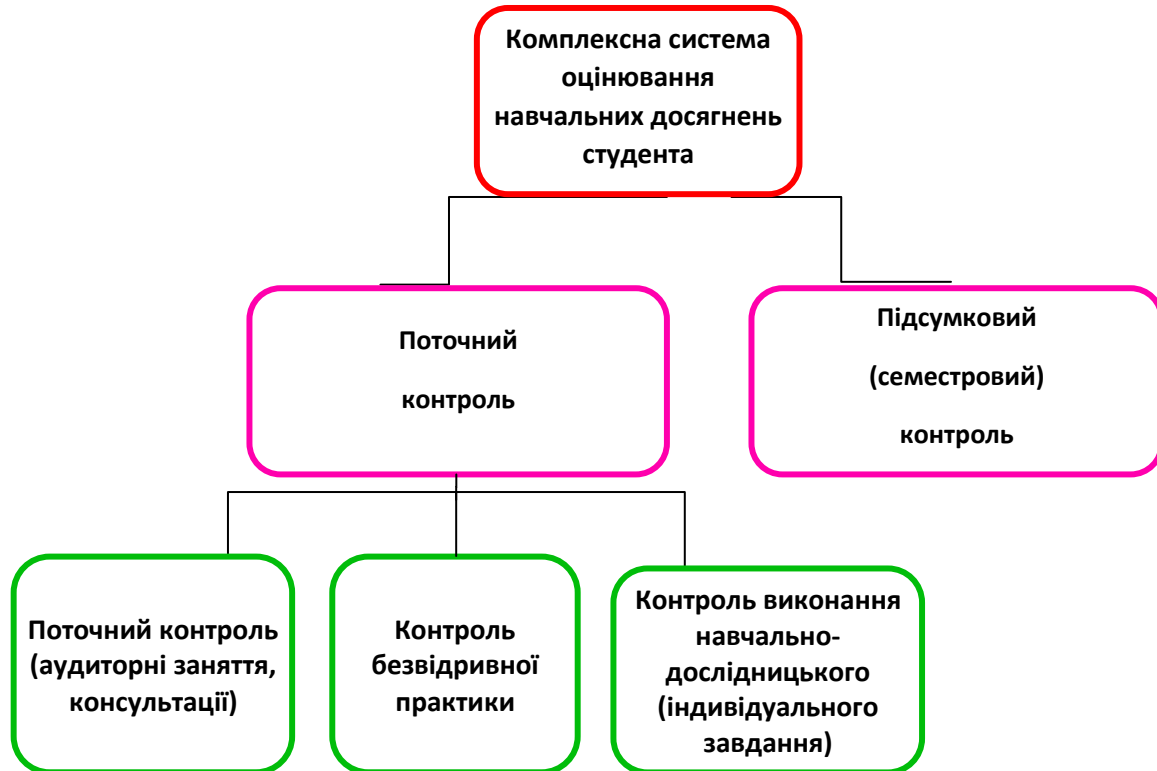 Комплексна система
оцінювання
навчальних досягнень
студента
Поточний
контроль
Підсумковий
(семестровий)
контроль
Поточний контроль
(аудиторні заняття,
консультації)
Контроль
безвідривної
практики
Контроль виконання
навчально-
дослідницького
(індивідуального
завдання)